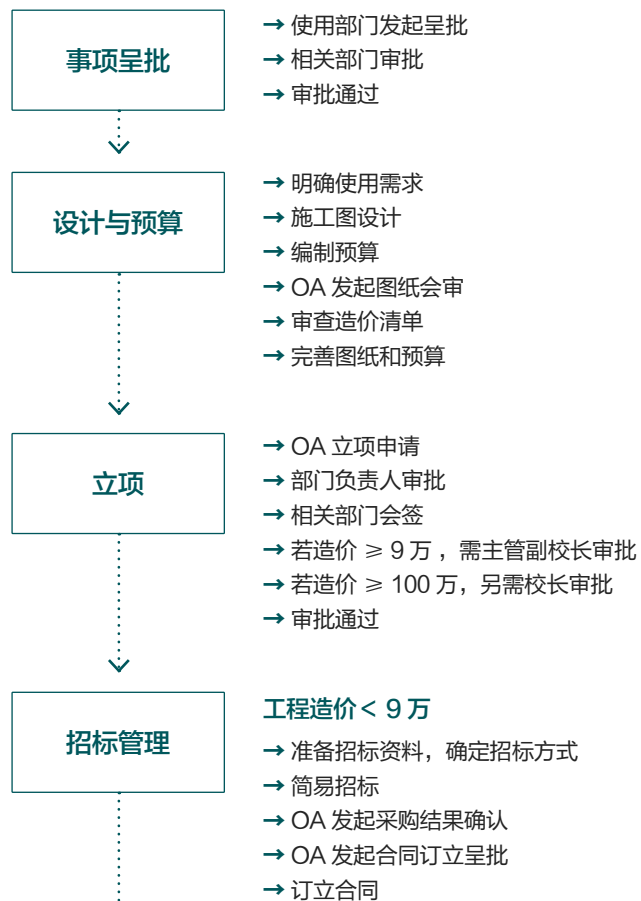 事项呈批
→ 使用部门发起呈批
→ 相关部门审批
→ 审批通过
设计与预算
→ 明确使用需求
→ 施工图设计
→ 编制预算
→ OA 发起图纸会审
→ 审查造价清单
→ 完善图纸和预算
立项
→ OA 立项申请
→ 部门负责人审批
→ 相关部门会签
→ 若造价 ≥ 9 万 ，需主管副校长审批
→ 若造价 ≥ 100 万，另需校长审批
→ 审批通过
招标管理
工程造价＜ 9 万
→ 准备招标资料，确定招标方式
→ 简易招标
→ OA 发起采购结果确认
→ OA 发起合同订立呈批
→ 订立合同